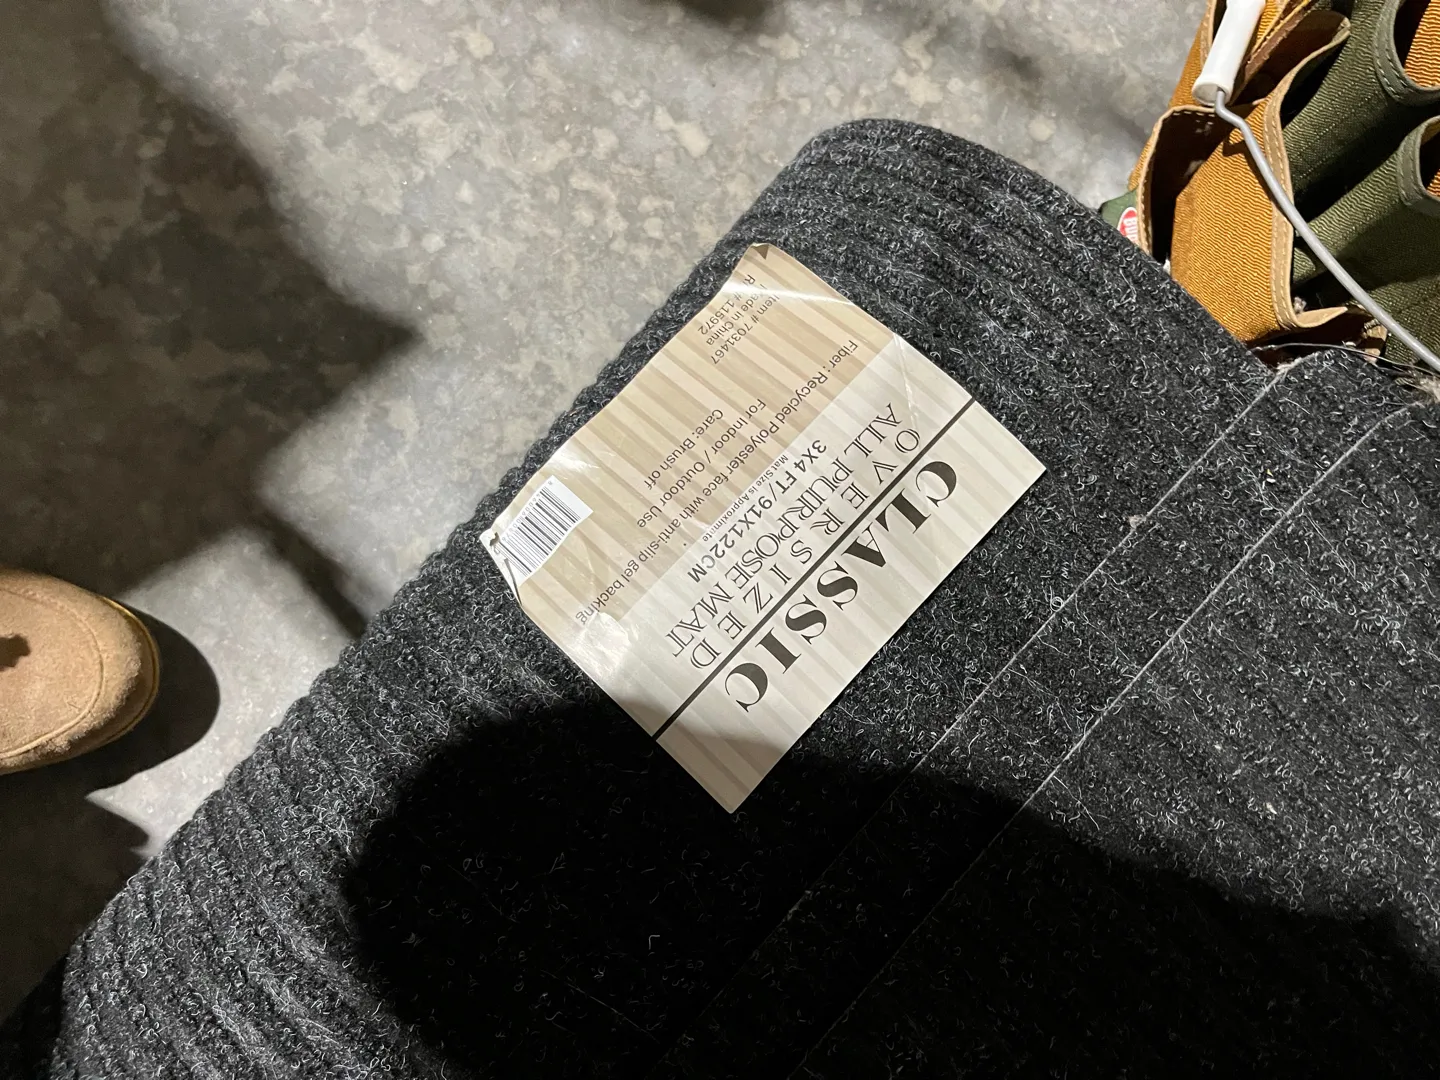 CLASSIC
OVERSIZED
ALL PURPOSE MAT
3X4 FT/91X122CM
Mat Size is Approximate
Fiber: Recycled Polyester face with anti-slip gel backing
For Indoor / Outdoor Use
Care: Brush off
Item # 7031467
Made in China
RN# 115972